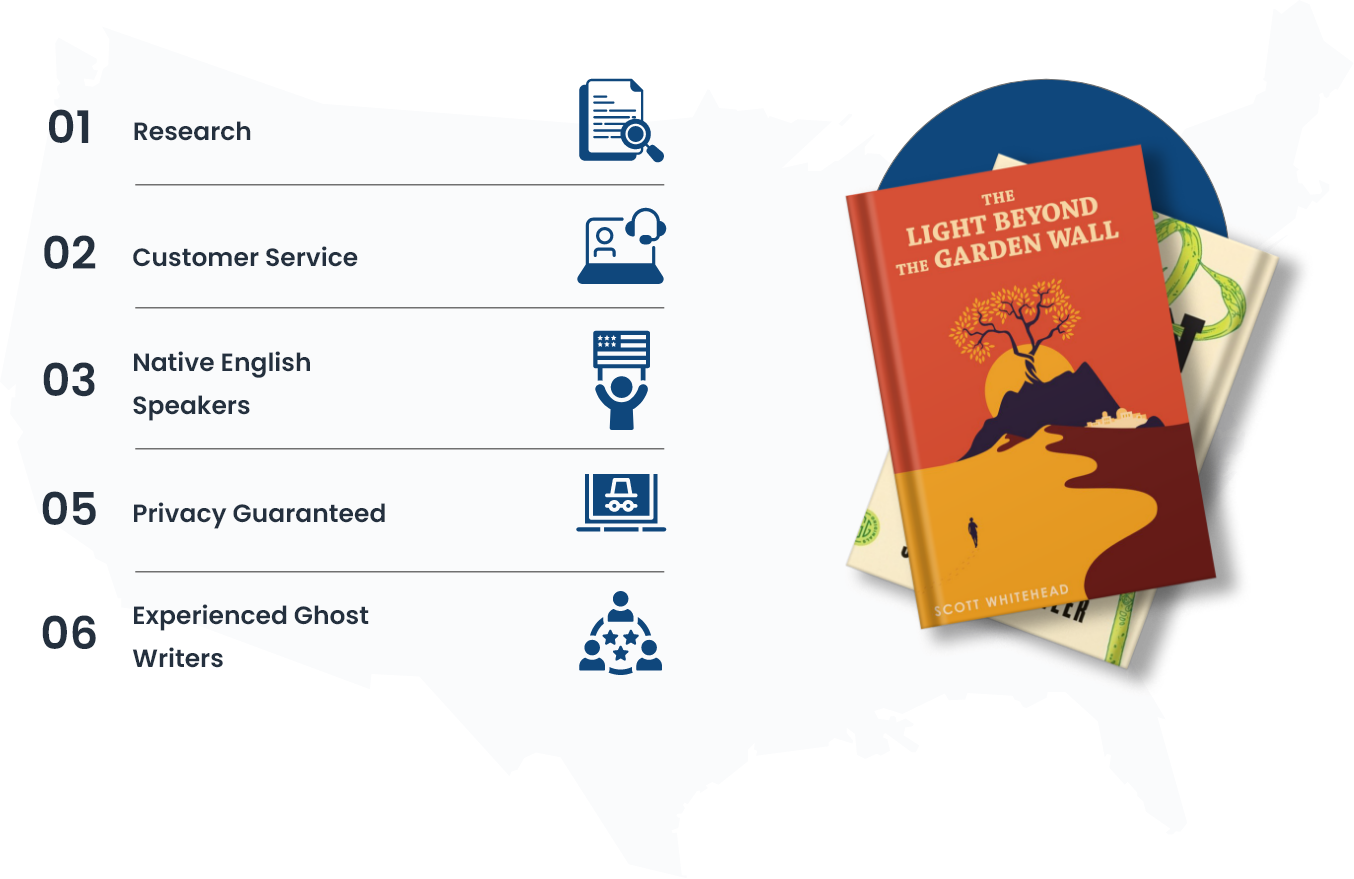 01
Research
02
Customer Service
03
Native English
Speakers
05
Privacy Guaranteed
06
Experienced Ghost
Writers
THE
LIGHT BEYOND
THE GARDEN WALL
SCOTT WHITEHEAD